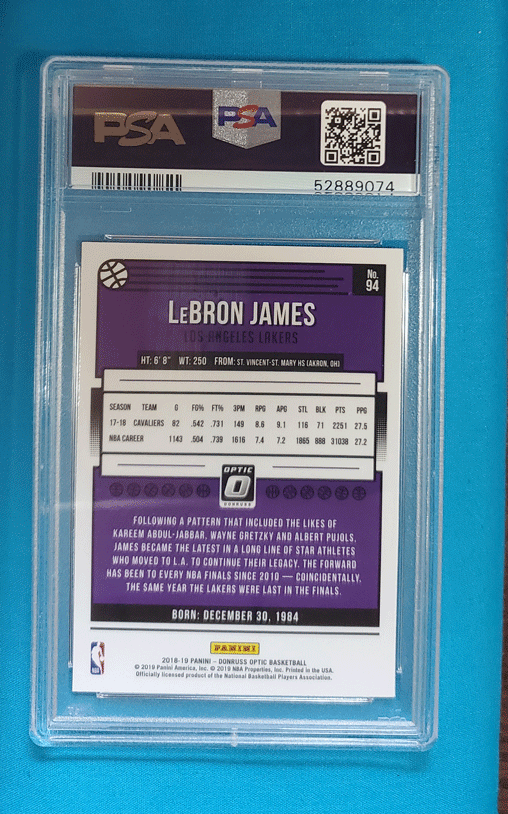 PSA
PSA
52889074
No.
94
LeBRON JAMES
LOS ANGELES LAKERS
HT: 6' 8" WT: 250 FROM: ST. VINCENT-ST. MARY HS (AKRON, OH)
SEASON TEAM G FG% FT% 3PM RPG APG STL BLK PTS PPG
17-18 CAVALIERS 82 .542 .731 149 8.6 9.1 116 71 2251 27.5
NBA CAREER 1143 .504 .739 1616 7.4 7.2 1865 888 31038 27.2
OPTIC
DONRUSS
FOLLOWING A PATTERN THAT INCLUDED THE LIKES OF
KAREEM ABDUL-JABBAR, WAYNE GRETZKY AND ALBERT PUJOLS,
JAMES BECAME THE LATEST IN A LONG LINE OF STAR ATHLETES
WHO MOVED TO L.A. TO CONTINUE THEIR LEGACY. THE FORWARD
HAS BEEN TO EVERY NBA FINALS SINCE 2010 — COINCIDENTALLY,
THE SAME YEAR THE LAKERS WERE LAST IN THE FINALS.
BORN: DECEMBER 30, 1984
PANINI
NBA
2018-19 PANINI - DONRUSS OPTIC BASKETBALL
© 2019 Panini America, Inc. © 2019 NBA Properties, Inc. Printed in the USA.
Officially licensed product of the National Basketball Players Association.